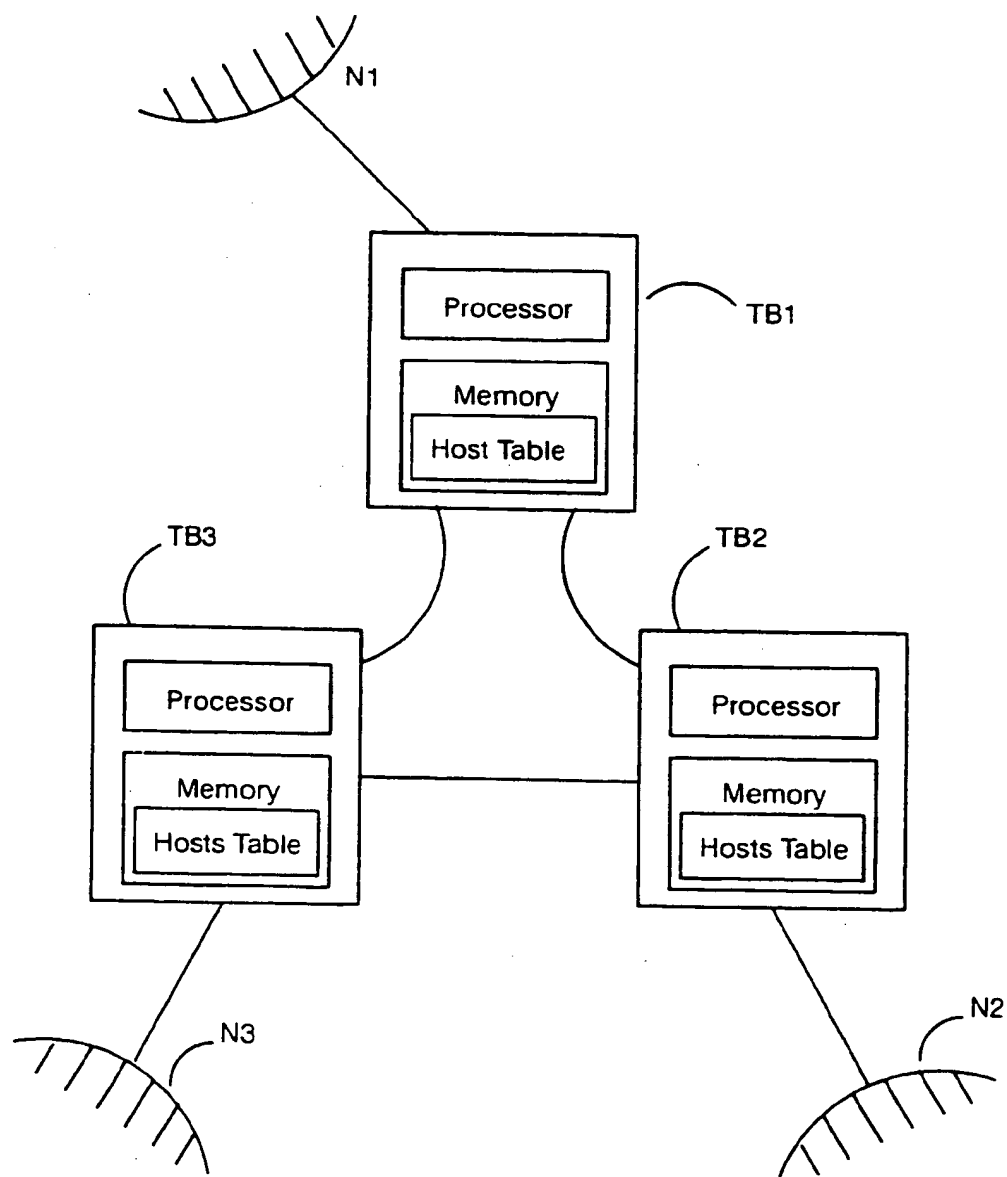 N1
Processor
TB1
Memory
Host Table
TB3
TB2
Processor
Processor
Memory
Memory
Hosts Table
Hosts Table
N3
N2